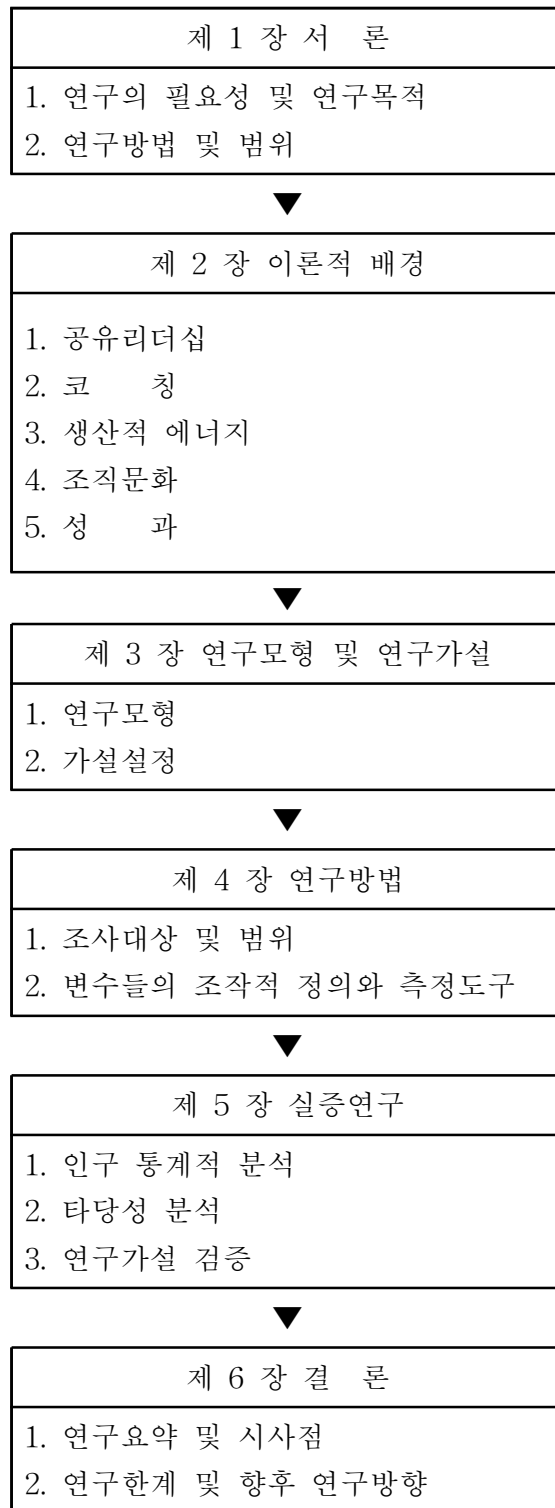 제 1 장 서 론
1. 연구의 필요성 및 연구목적
2. 연구방법 및 범위
▼
제 2 장 이론적 배경
1. 공유리더십
2. 코 칭
3. 생산적 에너지
4. 조직문화
5. 성 과
▼
제 3 장 연구모형 및 연구가설
1. 연구모형
2. 가설설정
▼
제 4 장 연구방법
1. 조사대상 및 범위
2. 변수들의 조작적 정의와 측정도구
▼
제 5 장 실증연구
1. 인구 통계적 분석
2. 타당성 분석
3. 연구가설 검증
▼
제 6 장 결 론
1. 연구요약 및 시사점
2. 연구한계 및 향후 연구방향